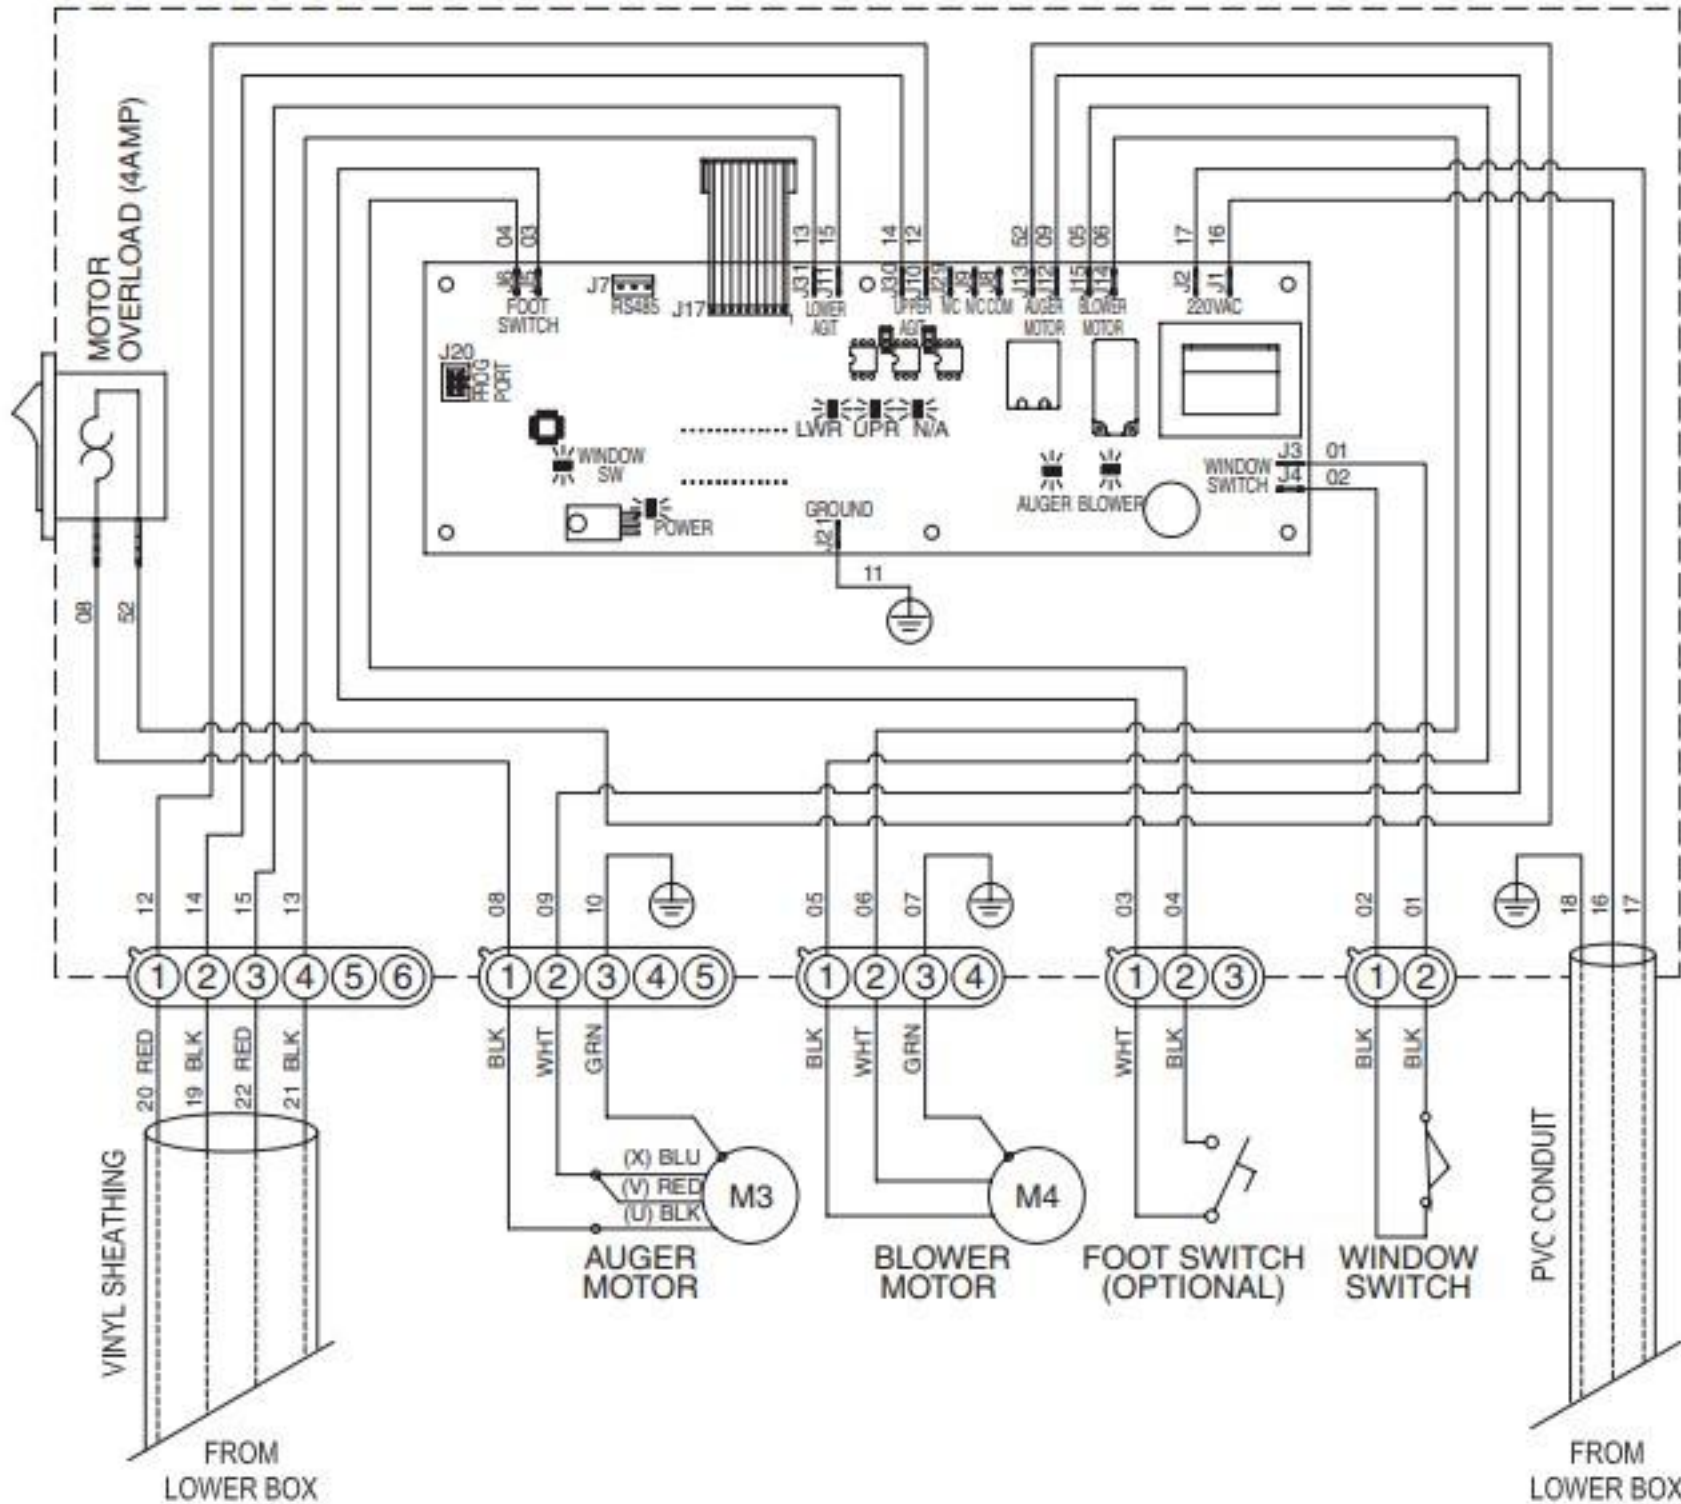 MOTOR
OVERLOAD (4AMP)
04
03
13
15
14
12
52
09
05
06
17
16
J6
J5
J7
J17
J31
J11
J30
J10
J29
J9
J8
J13
J12
J15
J14
J2
J1
FOOT
SWITCH
RS485
LOWER
AGIT
UPPER
AGIT
N/C
N/C
COM
AUGER
MOTOR
BLOWER
MOTOR
220VAC
J20
PROG
PORT
LWR UPR N/A
WINDOW
SW
POWER
GROUND
J21
11
AUGER
BLOWER
WINDOW
SWITCH
J3
01
J4
02
08
52
12
14
15
13
08
09
10
05
06
07
03
04
02
01
18
16
17
1 2 3 4 5 6
1 2 3 4 5
1 2 3 4
1 2 3
1 2
20 RED
19 BLK
22 RED
21 BLK
BLK
WHT
GRN
BLK
WHT
GRN
WHT
BLK
BLK
BLK
(X) BLU
(V) RED
(U) BLK
M3
M4
AUGER
MOTOR
BLOWER
MOTOR
FOOT SWITCH
(OPTIONAL)
WINDOW
SWITCH
VINYL SHEATHING
PVC CONDUIT
FROM
LOWER BOX
FROM
LOWER BOX